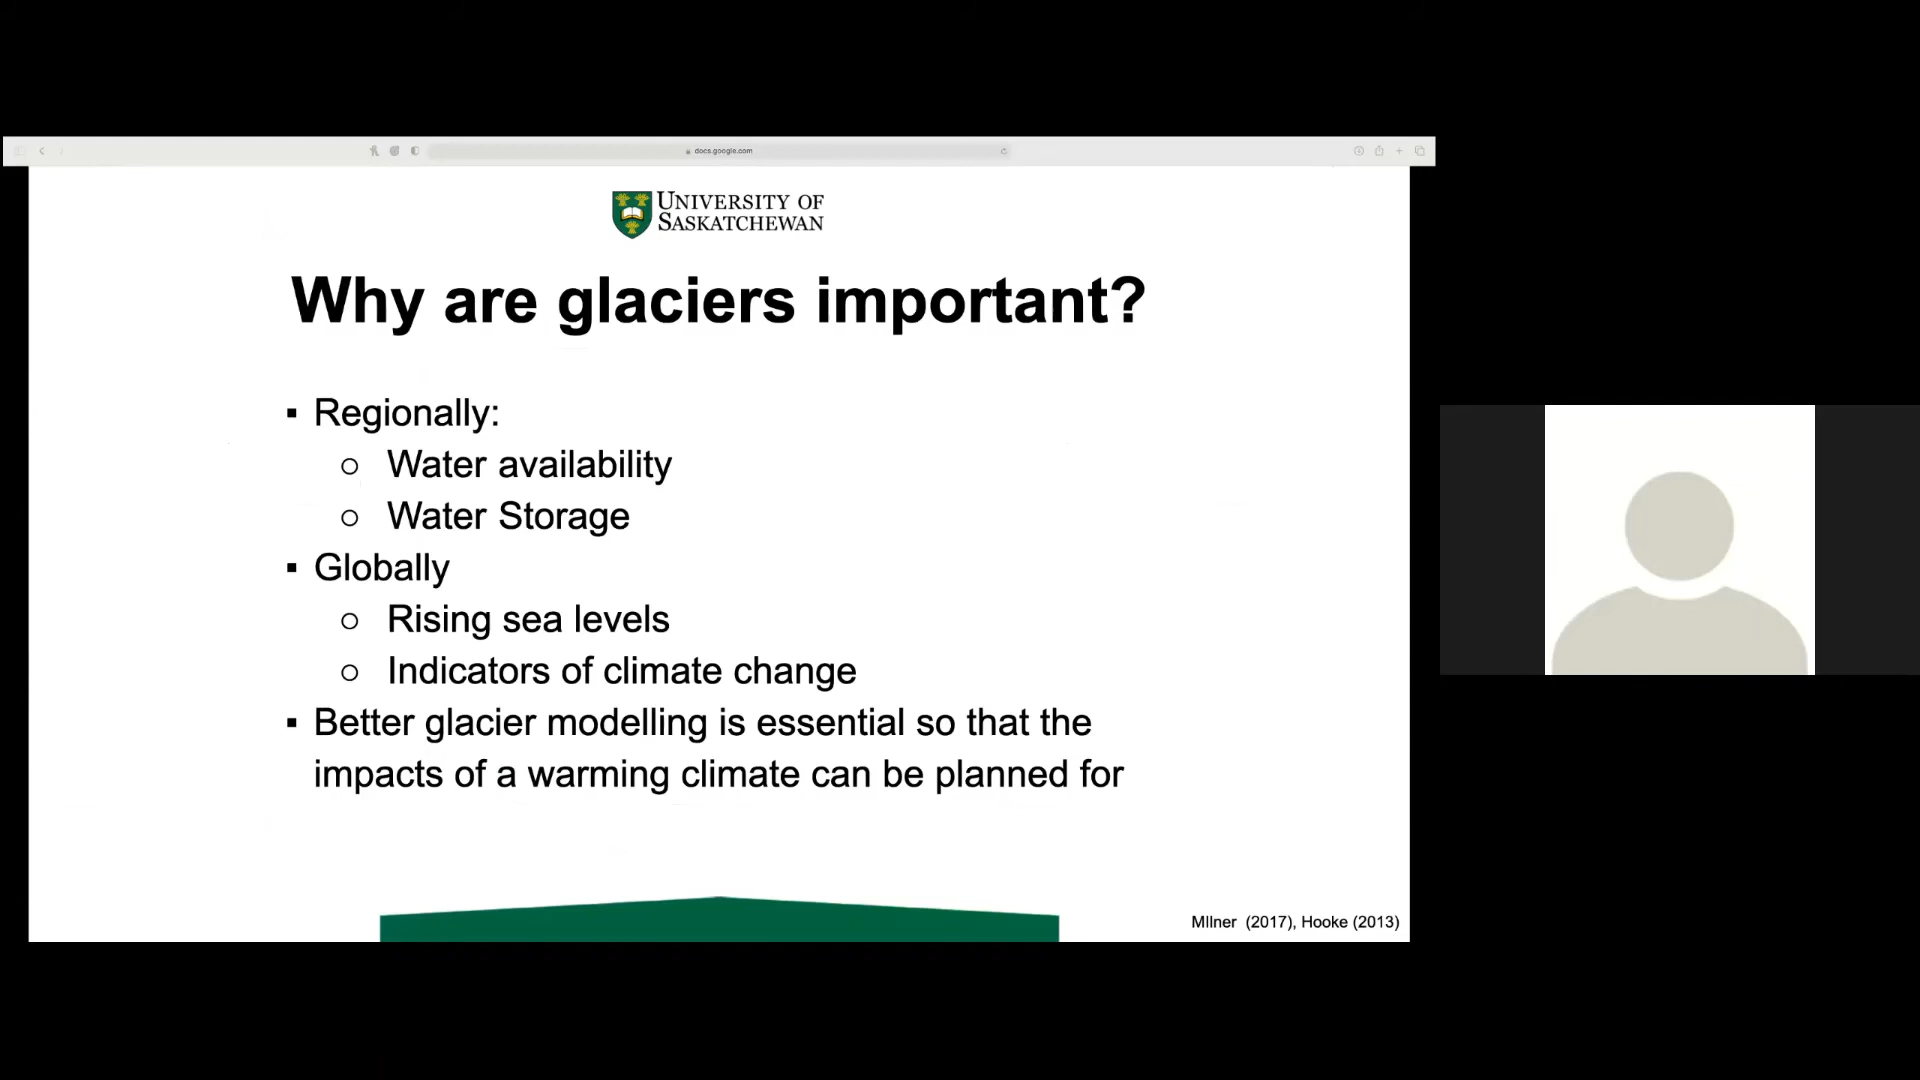 docs.google.com
UNIVERSITY OF
SASKATCHEWAN
Why are glaciers important?
▪ Regionally:
○ Water availability
○ Water Storage
▪ Globally
○ Rising sea levels
○ Indicators of climate change
▪ Better glacier modelling is essential so that the
impacts of a warming climate can be planned for
MIlner (2017), Hooke (2013)